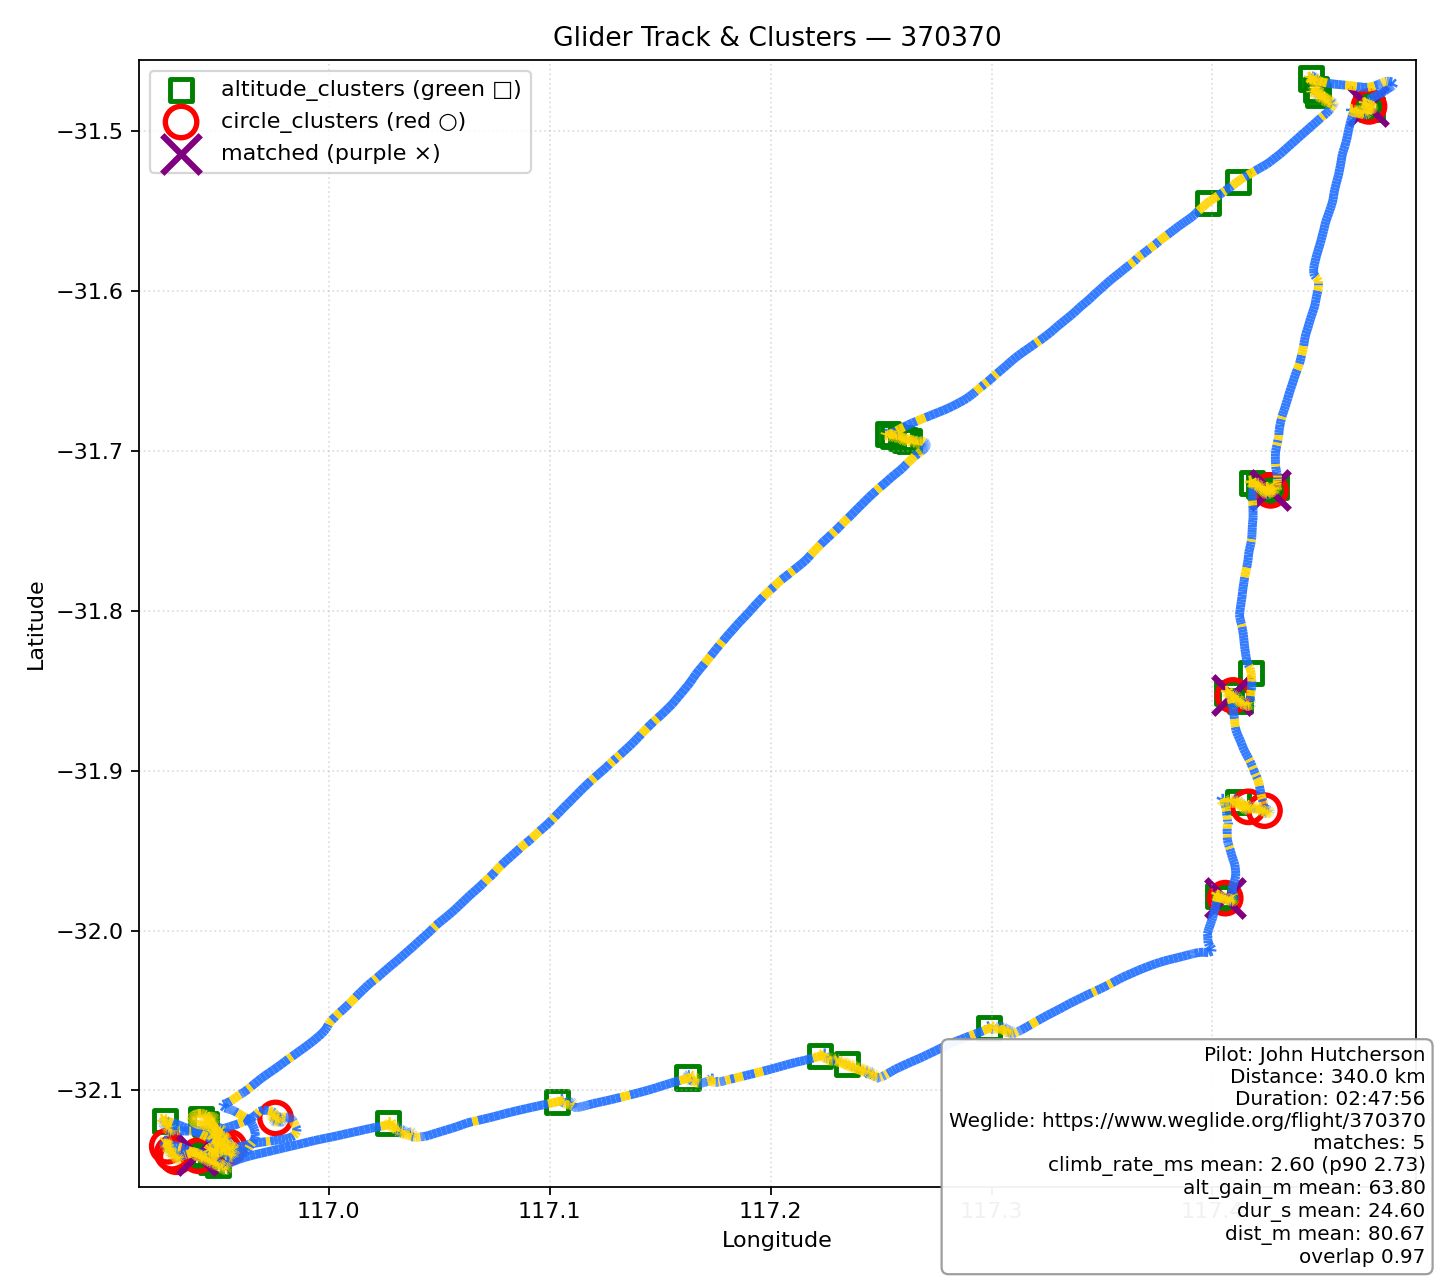 Glider Track & Clusters — 370370
altitude_clusters (green □)
circle_clusters (red ○)
matched (purple ×)
Latitude
−31.5
−31.6
−31.7
−31.8
−31.9
−32.0
−32.1
117.0
117.1
117.2
117.3
117.4
Longitude
Pilot: John Hutcherson
Distance: 340.0 km
Duration: 02:47:56
Weglide: https://www.weglide.org/flight/370370
matches: 5
climb_rate_ms mean: 2.60 (p90 2.73)
alt_gain_m mean: 63.80
dur_s mean: 24.60
dist_m mean: 80.67
overlap 0.97